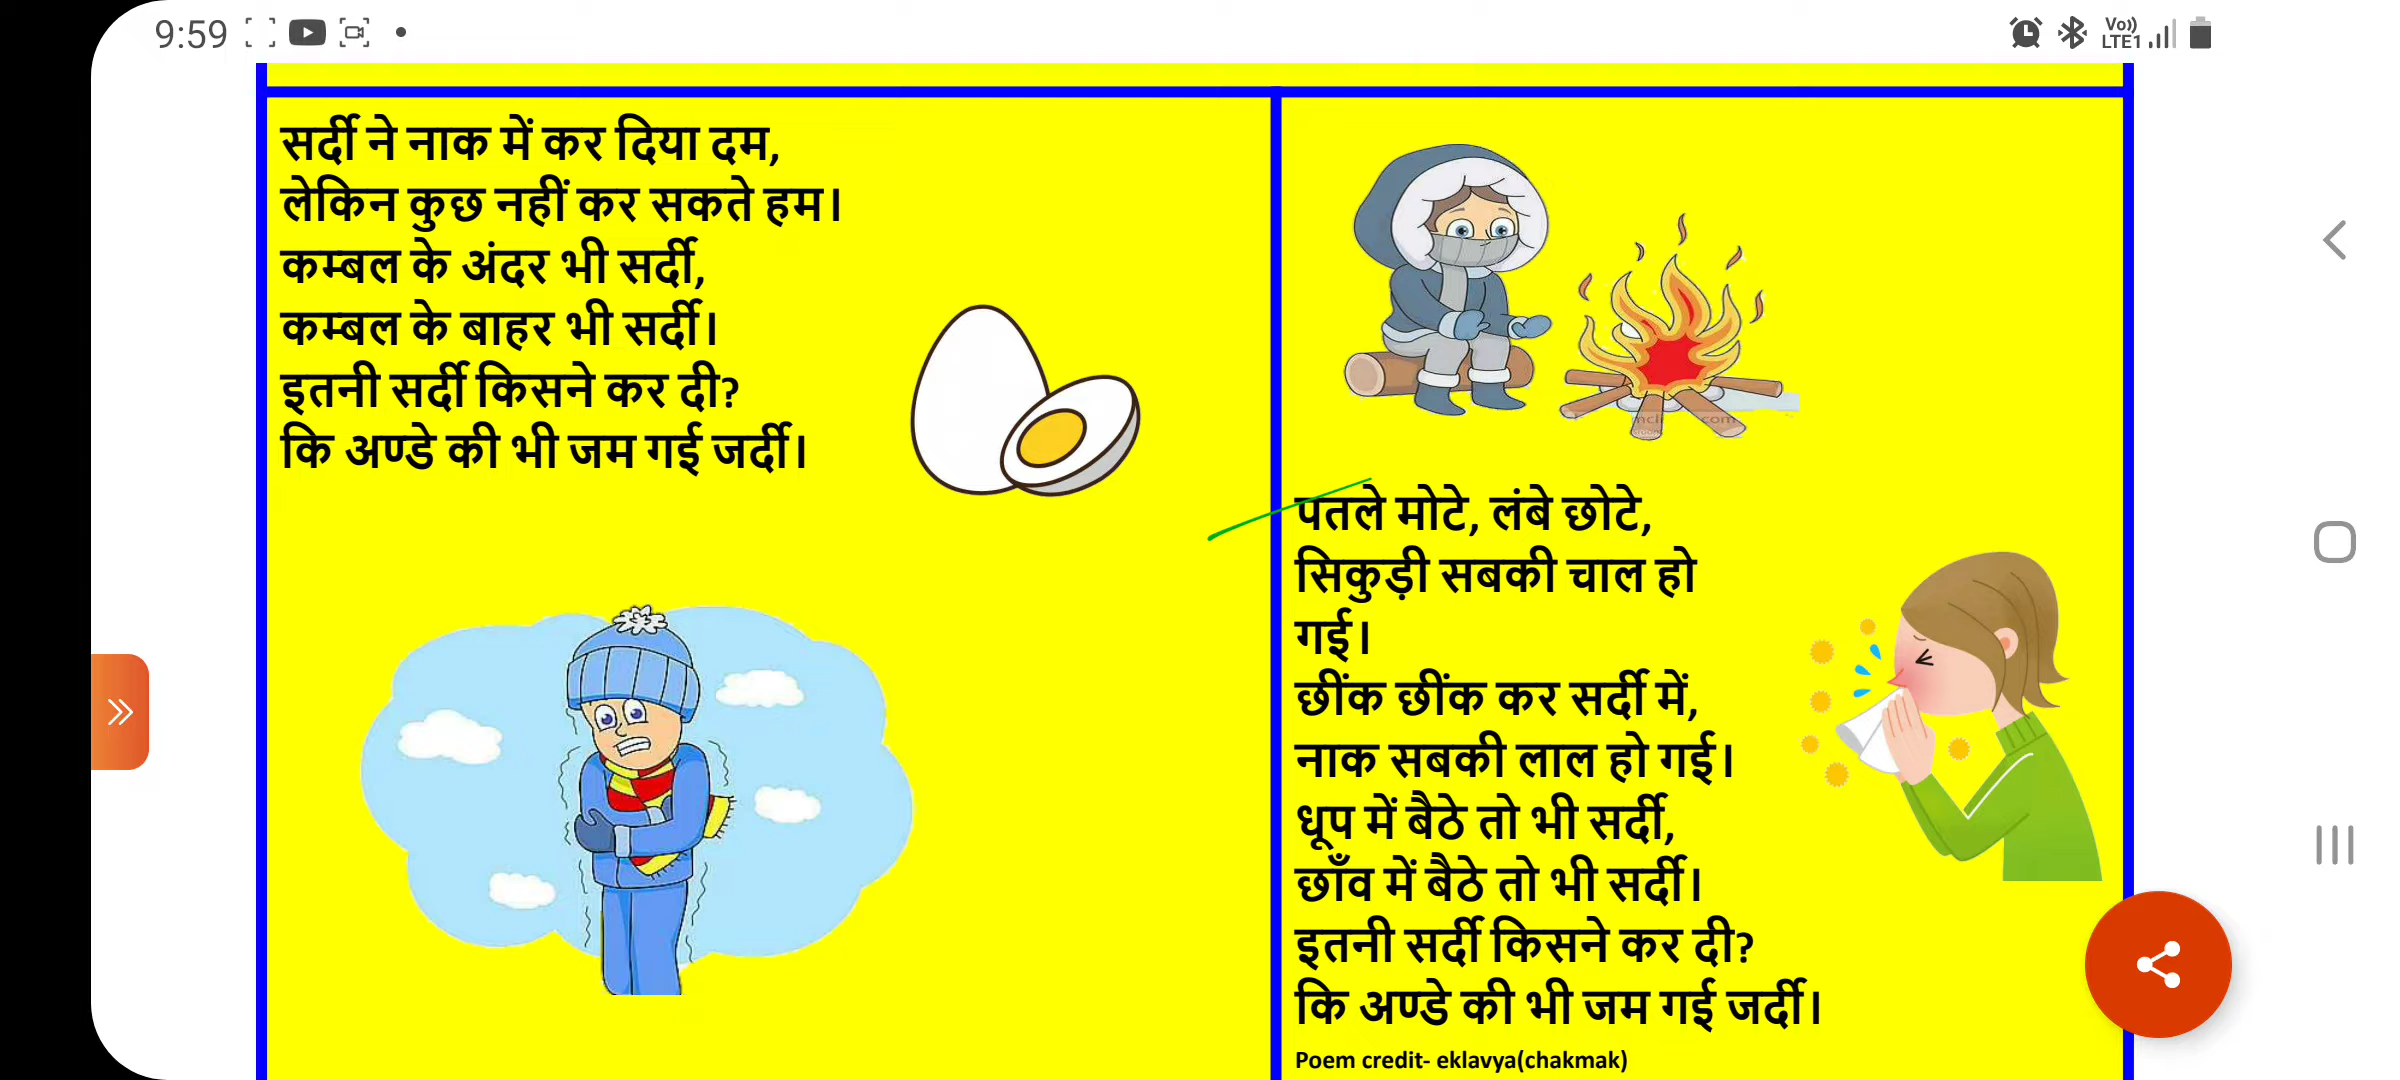 9:59
Vo))
LTE1
सर्दी ने नाक में कर दिया दम,
लेकिन कुछ नहीं कर सकते हम।
कम्बल के अंदर भी सर्दी,
कम्बल के बाहर भी सर्दी।
इतनी सर्दी किसने कर दी?
कि अण्डे की भी जम गई जर्दी।
पतले मोटे, लंबे छोटे,
सिकुड़ी सबकी चाल हो
गई।
छींक छींक कर सर्दी में,
नाक सबकी लाल हो गई।
धूप में बैठे तो भी सर्दी,
छाँव में बैठे तो भी सर्दी।
इतनी सर्दी किसने कर दी?
कि अण्डे की भी जम गई जर्दी।
Poem credit- eklavya(chakmak)